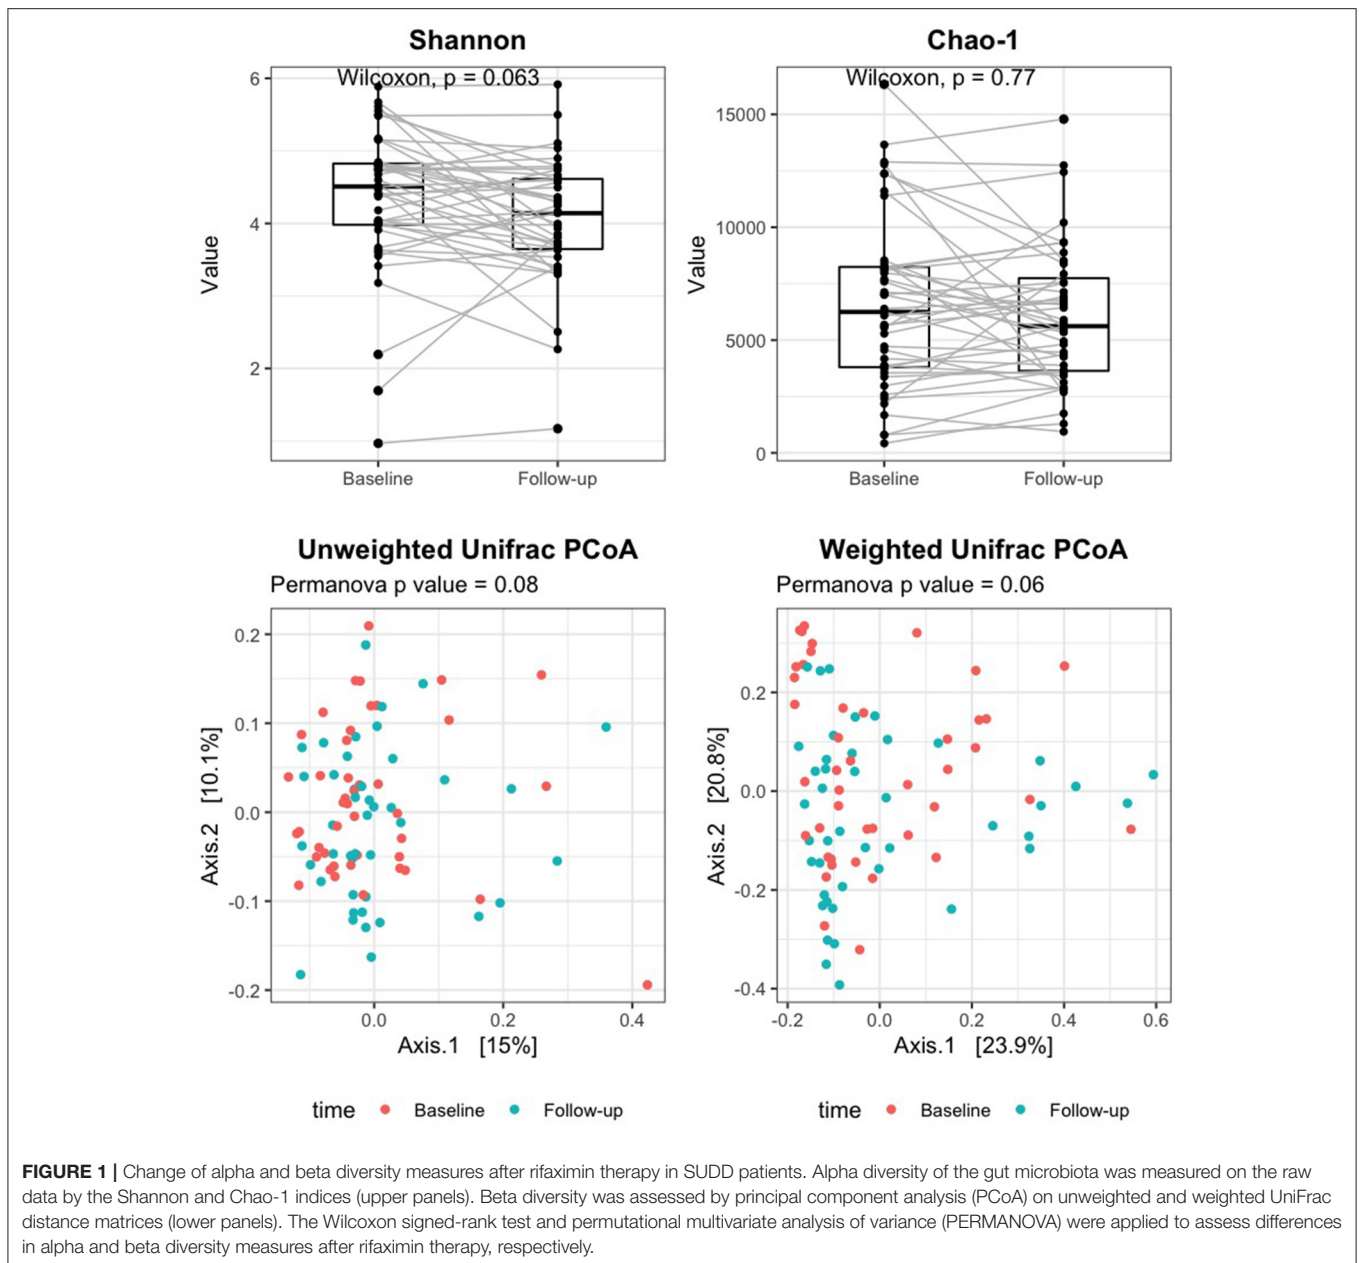 Shannon
Wilcoxon, p = 0.063
6
4
2
Value
Baseline
Follow-up
Chao-1
Wilcoxon, p = 0.77
15000
10000
5000
0
Value
Baseline
Follow-up
Unweighted Unifrac PCoA
Permanova p value = 0.08
0.2
0.1
0.0
-0.1
-0.2
Axis.2 [10.1%]
0.0
0.2
0.4
Axis.1 [15%]
time
Baseline
Follow-up
Weighted Unifrac PCoA
Permanova p value = 0.06
0.2
0.0
-0.2
-0.4
Axis.2 [20.8%]
-0.2
0.0
0.2
0.4
0.6
Axis.1 [23.9%]
time
Baseline
Follow-up
FIGURE 1 | Change of alpha and beta diversity measures after rifaximin therapy in SUDD patients. Alpha diversity of the gut microbiota was measured on the raw
data by the Shannon and Chao-1 indices (upper panels). Beta diversity was assessed by principal component analysis (PCoA) on unweighted and weighted UniFrac
distance matrices (lower panels). The Wilcoxon signed-rank test and permutational multivariate analysis of variance (PERMANOVA) were applied to assess differences
in alpha and beta diversity measures after rifaximin therapy, respectively.